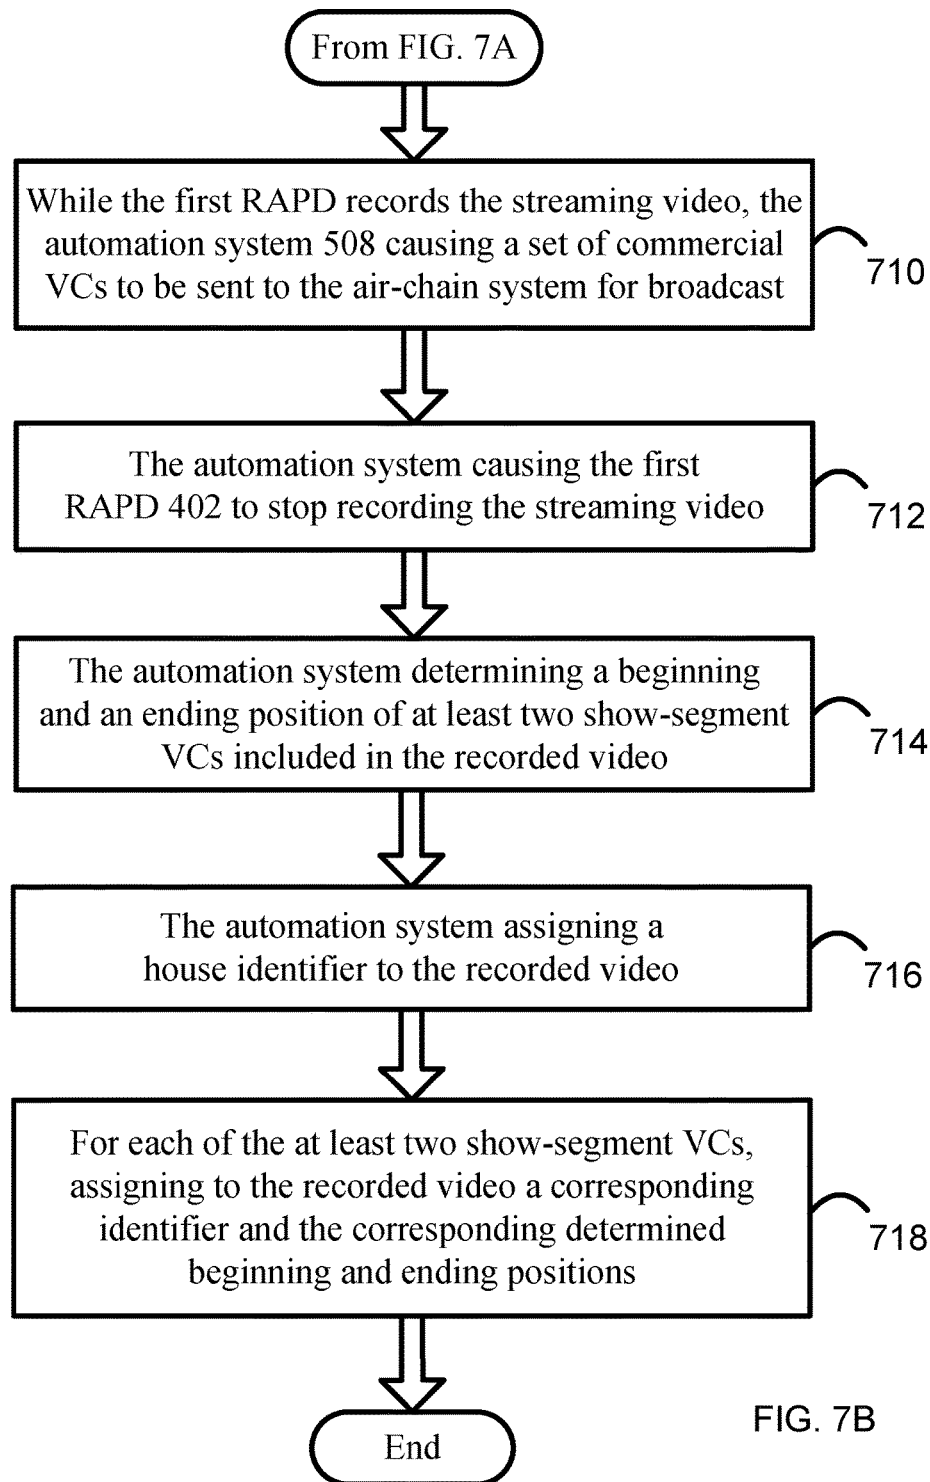 From FIG. 7A
While the first RAPD records the streaming video, the
automation system 508 causing a set of commercial
VCs to be sent to the air-chain system for broadcast
710
The automation system causing the first
RAPD 402 to stop recording the streaming video
712
The automation system determining a beginning
and an ending position of at least two show-segment
VCs included in the recorded video
714
The automation system assigning a
house identifier to the recorded video
716
For each of the at least two show-segment VCs,
assigning to the recorded video a corresponding
identifier and the corresponding determined
beginning and ending positions
718
End
FIG. 7B